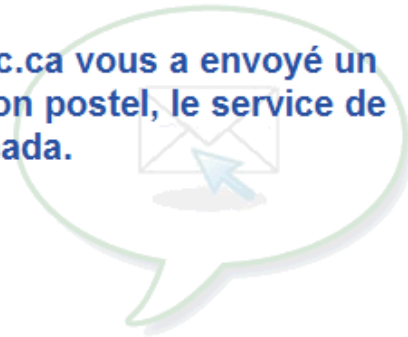 c.ca vous a envoyé un
on postel, le service de
ada.